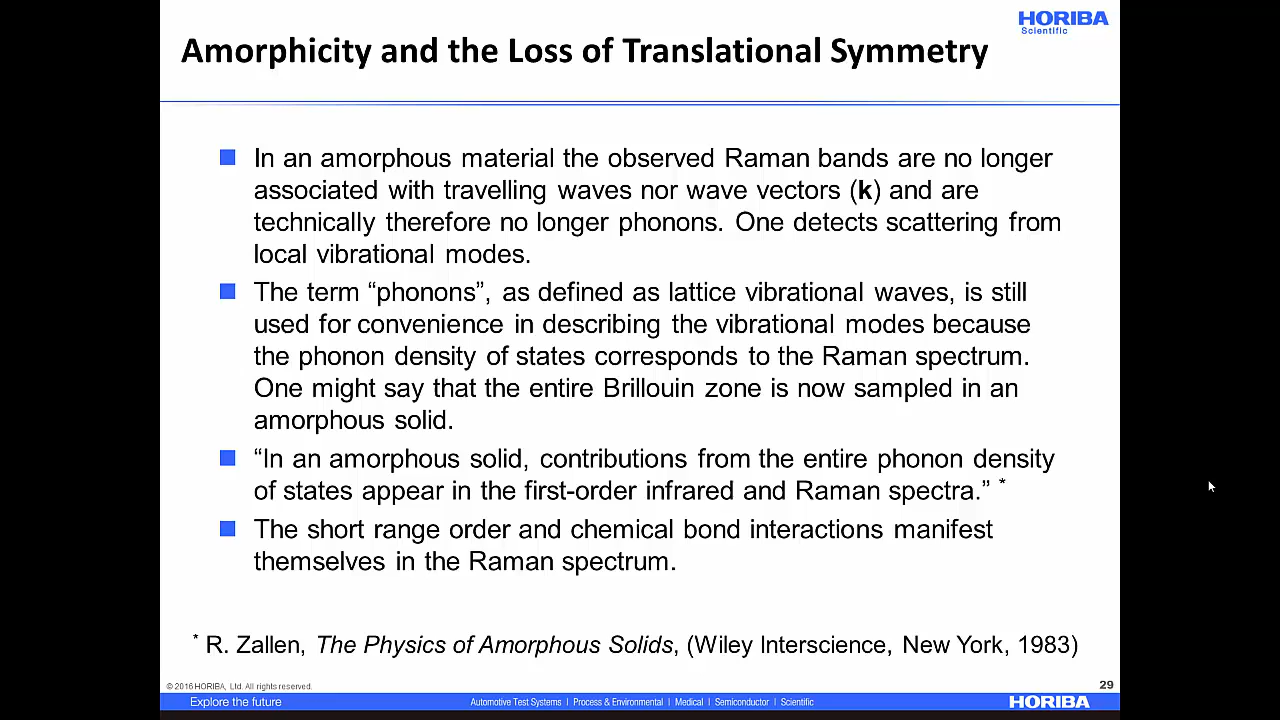 HORIBA
Scientific
Amorphicity and the Loss of Translational Symmetry
In an amorphous material the observed Raman bands are no longer
associated with travelling waves nor wave vectors (k) and are
technically therefore no longer phonons. One detects scattering from
local vibrational modes.
The term “phonons”, as defined as lattice vibrational waves, is still
used for convenience in describing the vibrational modes because
the phonon density of states corresponds to the Raman spectrum.
One might say that the entire Brillouin zone is now sampled in an
amorphous solid.
“In an amorphous solid, contributions from the entire phonon density
of states appear in the first-order infrared and Raman spectra.” *
The short range order and chemical bond interactions manifest
themselves in the Raman spectrum.
* R. Zallen, The Physics of Amorphous Solids, (Wiley Interscience, New York, 1983)
© 2016 HORIBA, Ltd. All rights reserved.
29
Explore the future
Automotive Test Systems | Process & Environmental | Medical | Semiconductor | Scientific
HORIBA